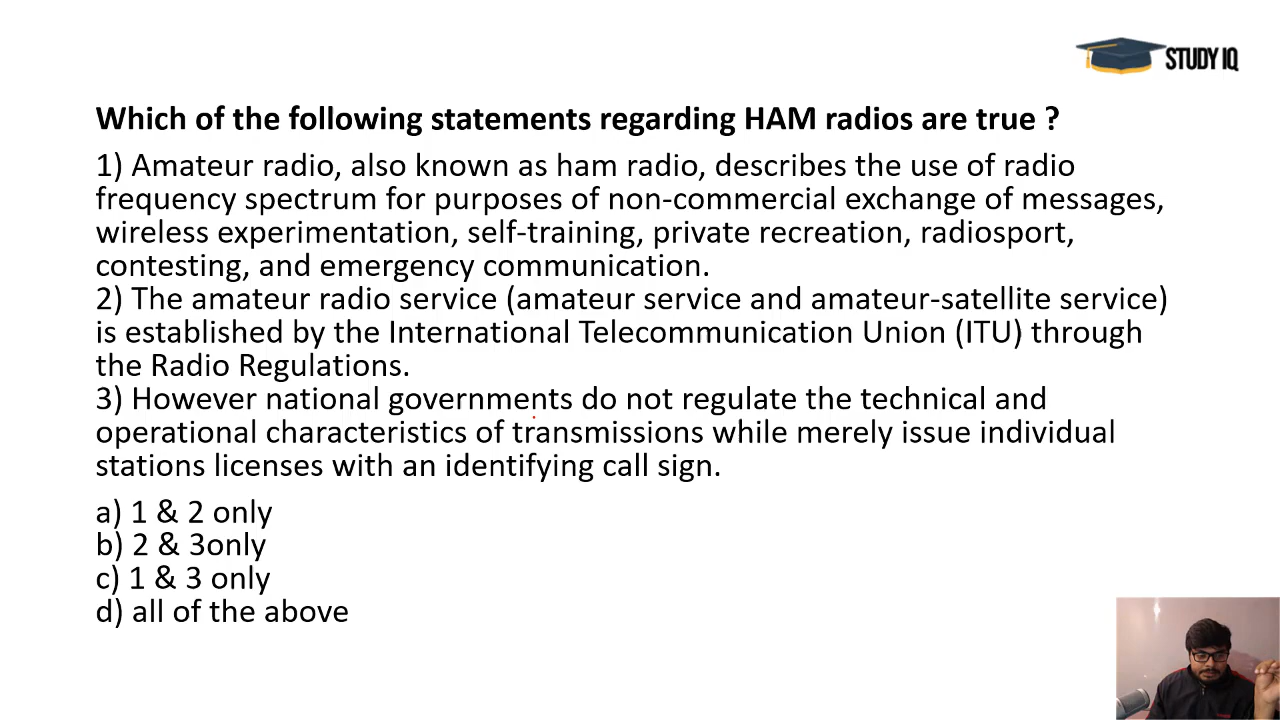 STUDY IQ
Which of the following statements regarding HAM radios are true ?
1) Amateur radio, also known as ham radio, describes the use of radio
frequency spectrum for purposes of non-commercial exchange of messages,
wireless experimentation, self-training, private recreation, radiosport,
contesting, and emergency communication.
2) The amateur radio service (amateur service and amateur-satellite service)
is established by the International Telecommunication Union (ITU) through
the Radio Regulations.
3) However national governments do not regulate the technical and
operational characteristics of transmissions while merely issue individual
stations licenses with an identifying call sign.
a) 1 & 2 only
b) 2 & 3only
c) 1 & 3 only
d) all of the above